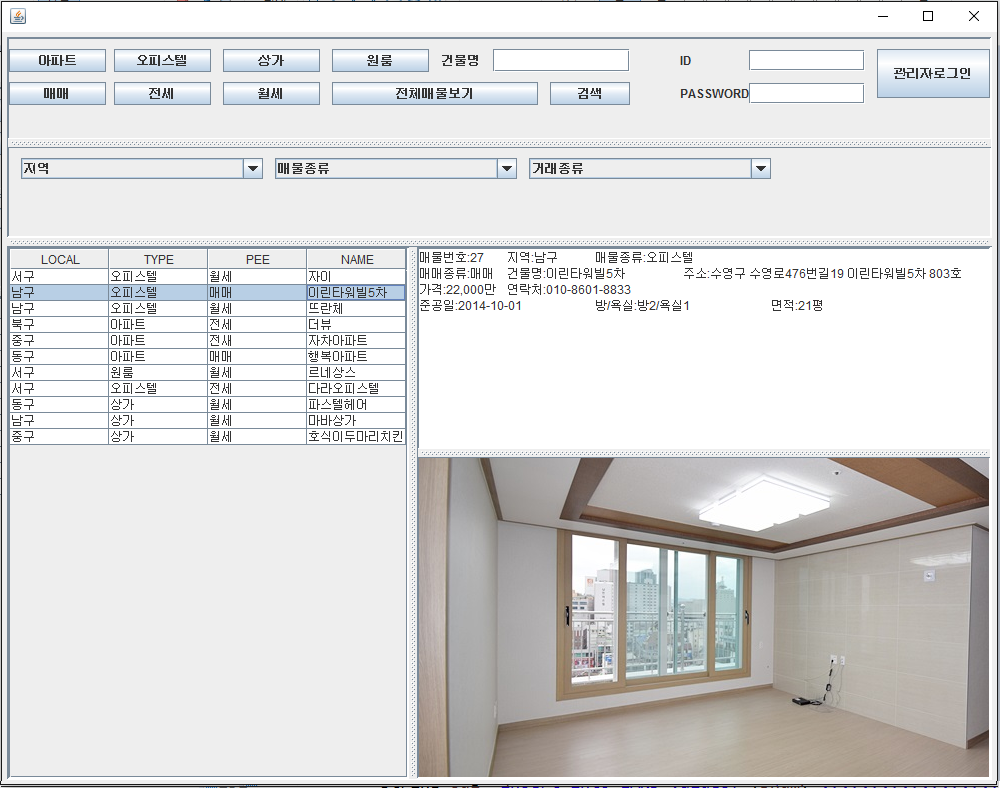 아파트 오피스텔 상가 원룸 건물명 ID 관리자로그인
매매 전세 월세 전체매물보기 검색 PASSWORD
지역 매물종류 거래종류
LOCAL TYPE PEE NAME
서구 오피스텔 월세 자이
남구 오피스텔 매매 이린타워빌5차
남구 오피스텔 월세 뜨란체
북구 아파트 전세 더뷰
중구 아파트 전세 자차아파트
동구 아파트 매매 행복아파트
서구 원룸 월세 르네상스
서구 오피스텔 전세 다라오피스텔
동구 상가 월세 파스텔헤어
남구 상가 월세 마바상가
중구 상가 월세 호식이두마리치킨
매물번호:27 지역:남구 매물종류:오피스텔
매매종류:매매 건물명:이린타워빌5차 주소:수영구 수영로476번길19 이린타워빌5차 803호
가격:22,000만 연락처:010-8601-8833
준공일:2014-10-01 방/욕실:방2/욕실1 면적:21평